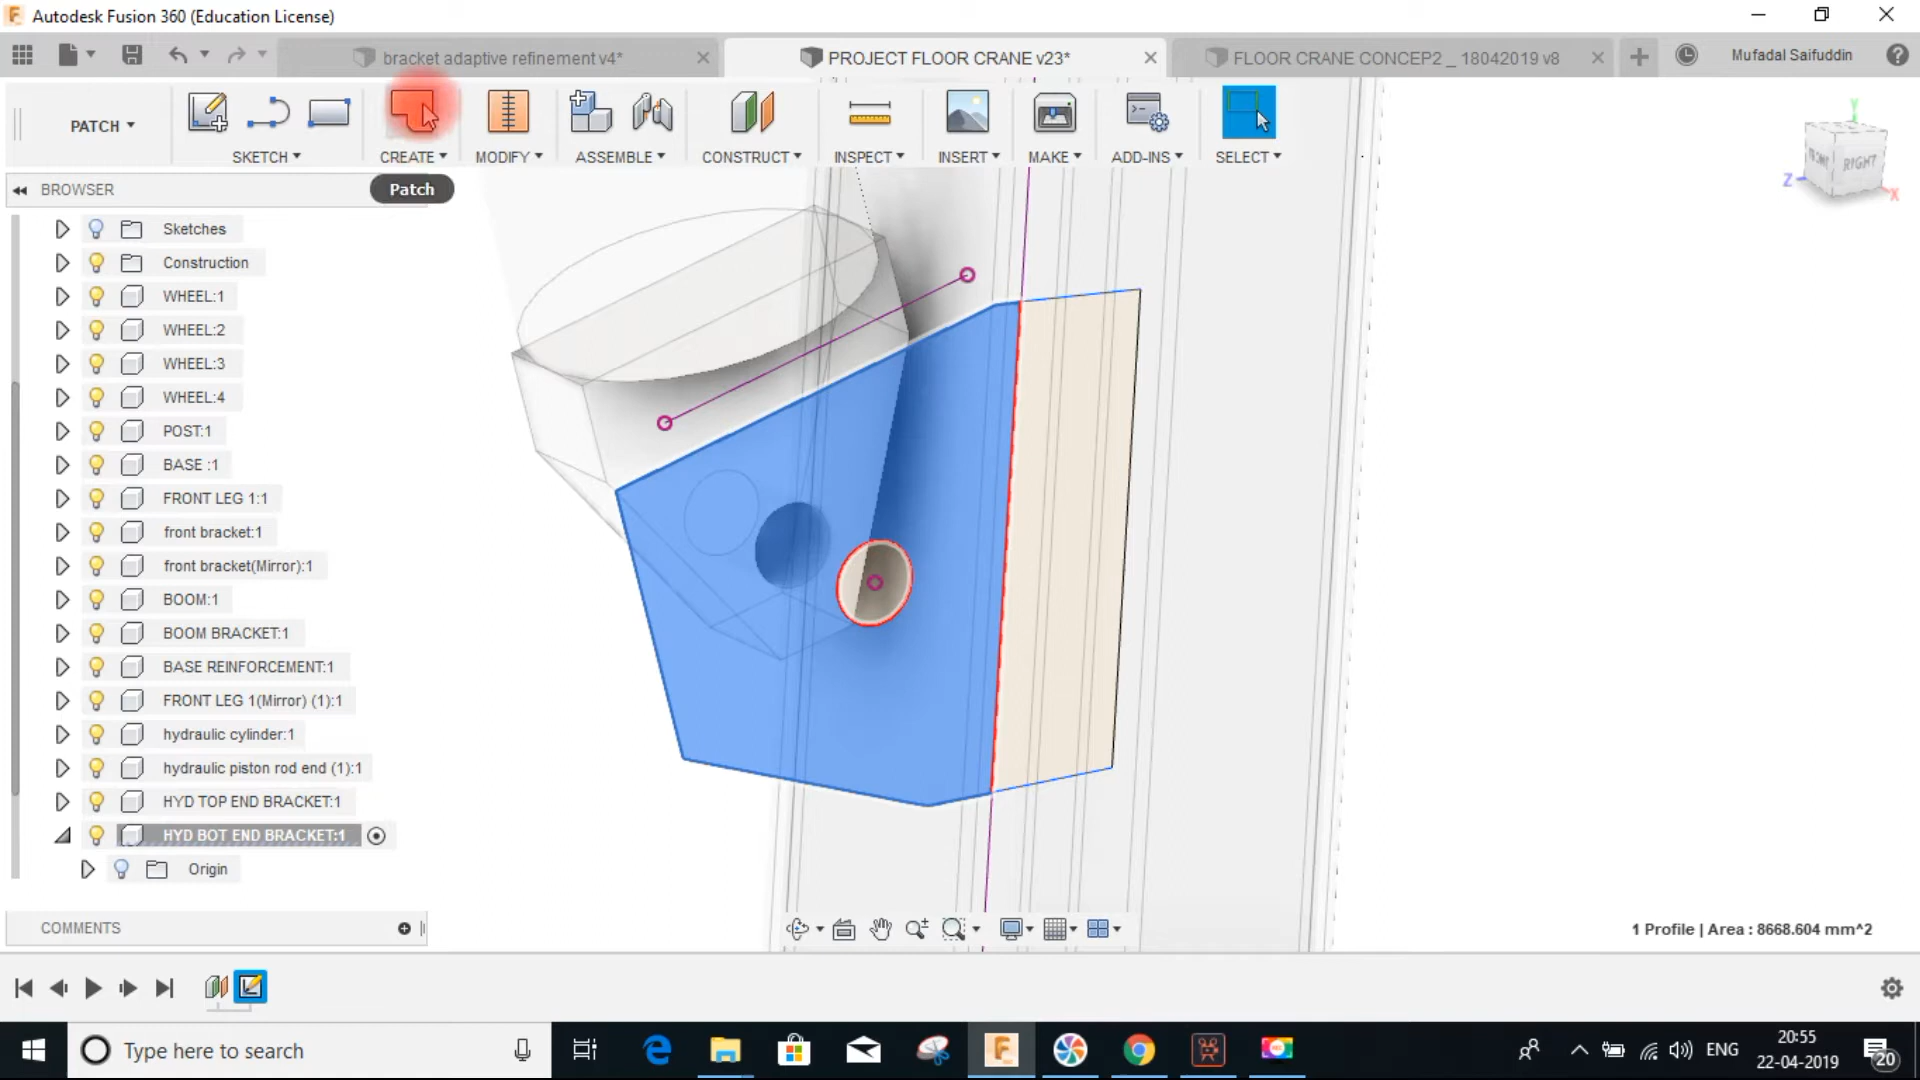 Autodesk Fusion 360 (Education License)
bracket adaptive refinement v4*
PROJECT FLOOR CRANE v23*
FLOOR CRANE CONCEP2 _ 18042019 v8
Mufadal Saifuddin
PATCH
SKETCH
CREATE
MODIFY
ASSEMBLE
CONSTRUCT
INSPECT
INSERT
MAKE
ADD-INS
SELECT
BROWSER
Patch
FRONT
RIGHT
Y
Z
X
Sketches
Construction
WHEEL:1
WHEEL:2
WHEEL:3
WHEEL:4
POST:1
BASE :1
FRONT LEG 1:1
front bracket:1
front bracket(Mirror):1
BOOM:1
BOOM BRACKET:1
BASE REINFORCEMENT:1
FRONT LEG 1(Mirror) (1):1
hydraulic cylinder:1
hydraulic piston rod end (1):1
HYD TOP END BRACKET:1
HYD BOT END BRACKET:1
Origin
COMMENTS
1 Profile | Area : 8668.604 mm^2
Type here to search
ENG
20:55
22-04-2019
20